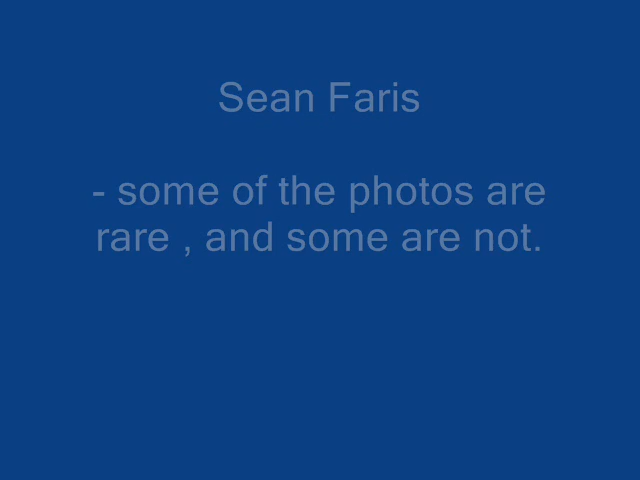 Sean Faris
- some of the photos are
rare , and some are not.